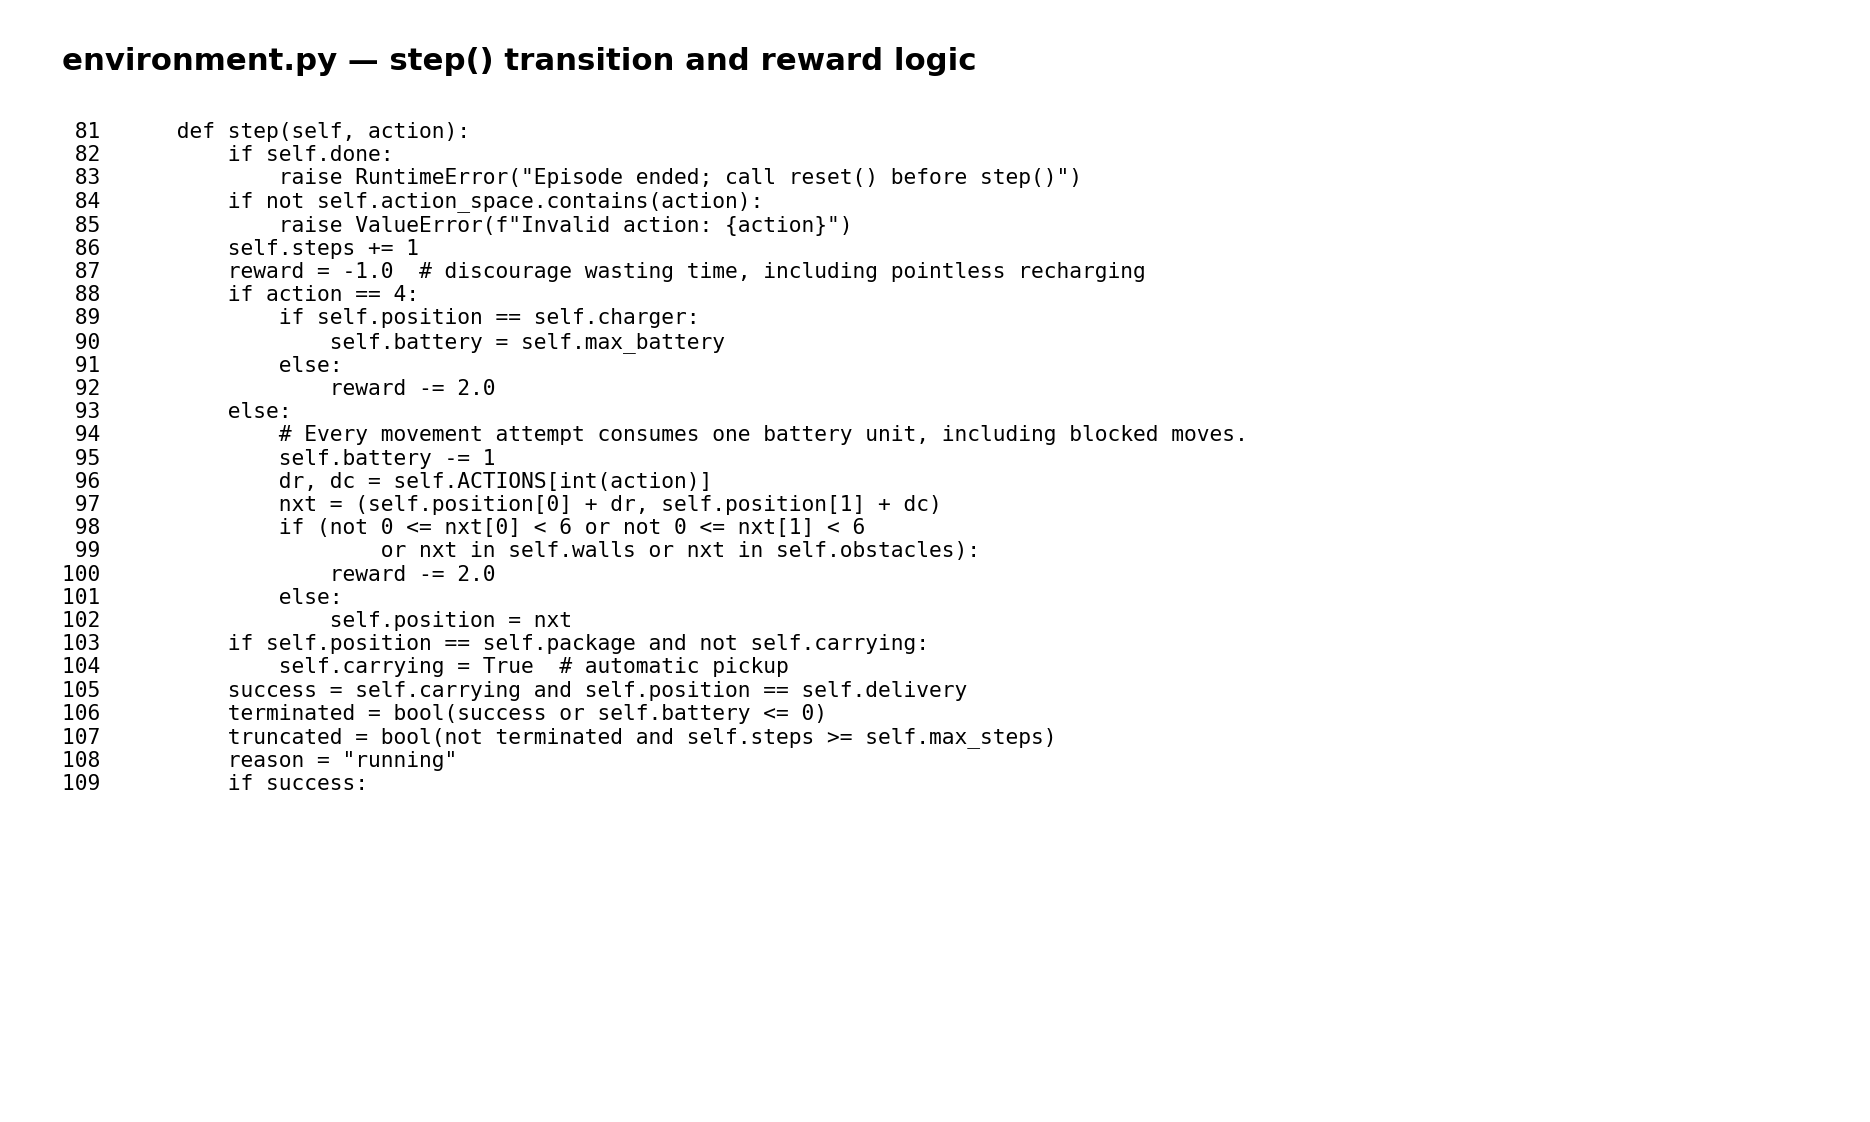 environment.py — step() transition and reward logic
81      def step(self, action):
82          if self.done:
83              raise RuntimeError("Episode ended; call reset() before step()")
84          if not self.action_space.contains(action):
85              raise ValueError(f"Invalid action: {action}")
86          self.steps += 1
87          reward = -1.0  # discourage wasting time, including pointless recharging
88          if action == 4:
89              if self.position == self.charger:
90                  self.battery = self.max_battery
91              else:
92                  reward -= 2.0
93          else:
94              # Every movement attempt consumes one battery unit, including blocked moves.
95              self.battery -= 1
96              dr, dc = self.ACTIONS[int(action)]
97              nxt = (self.position[0] + dr, self.position[1] + dc)
98              if (not 0 <= nxt[0] < 6 or not 0 <= nxt[1] < 6
99                      or nxt in self.walls or nxt in self.obstacles):
100                  reward -= 2.0
101              else:
102                  self.position = nxt
103          if self.position == self.package and not self.carrying:
104              self.carrying = True  # automatic pickup
105          success = self.carrying and self.position == self.delivery
106          terminated = bool(success or self.battery <= 0)
107          truncated = bool(not terminated and self.steps >= self.max_steps)
108          reason = "running"
109          if success: